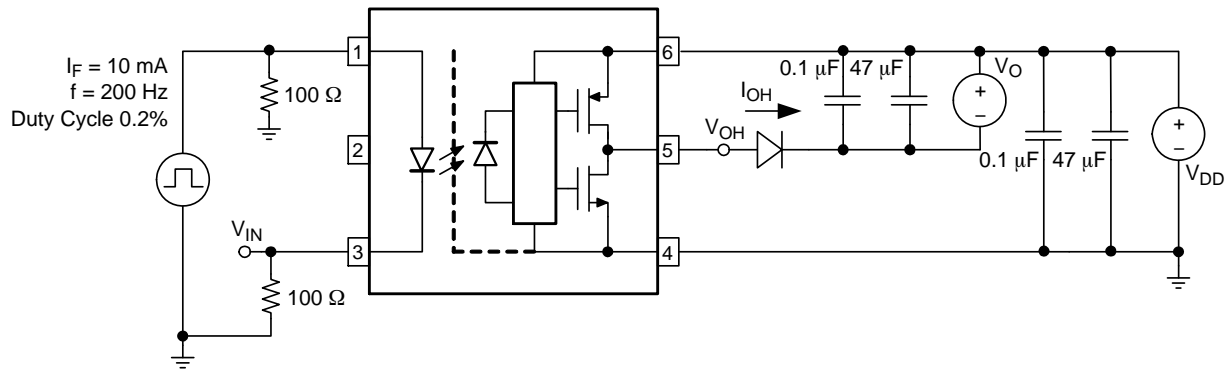 I_F = 10 mA
f = 200 Hz
Duty Cycle 0.2%
100 Ω
V_IN
100 Ω
1
2
3
6
5
4
V_OH
I_OH
0.1 μF
47 μF
V_O
+
−
0.1 μF
47 μF
+
−
V_DD